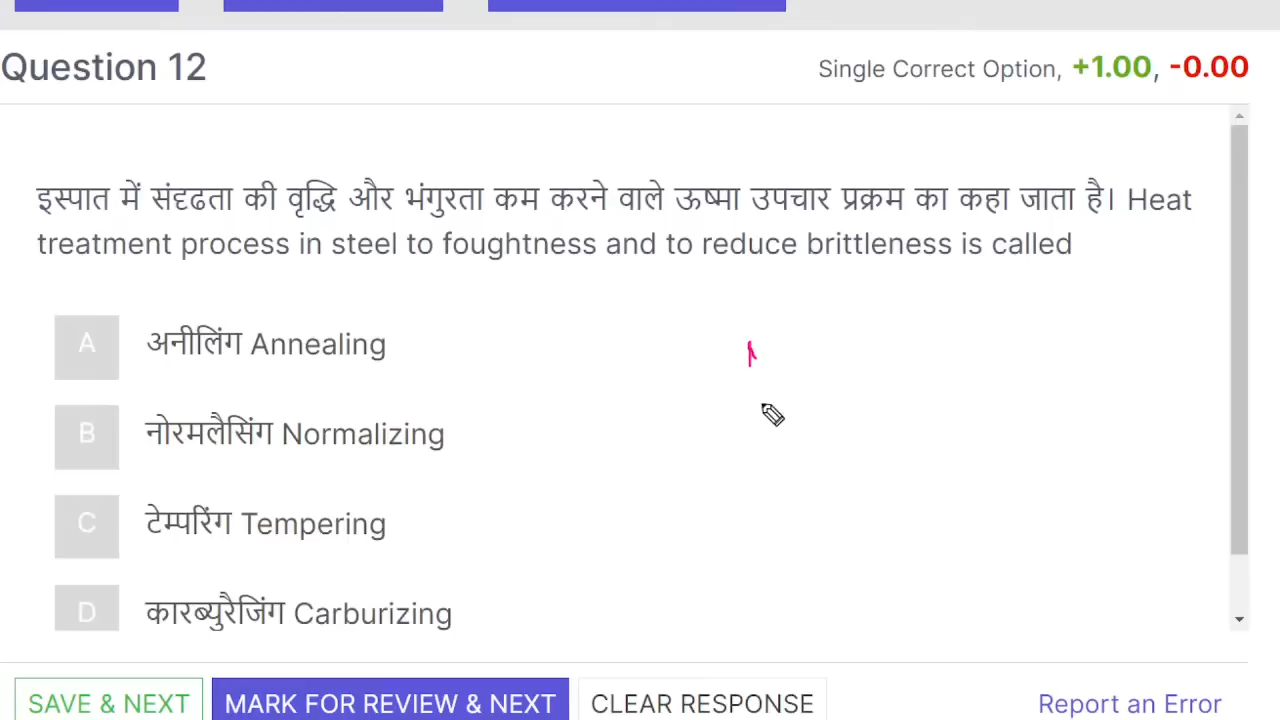 Question 12
Single Correct Option, +1.00, -0.00
इस्पात में संदृढता की वृद्धि और भंगुरता कम करने वाले ऊष्मा उपचार प्रक्रम का कहा जाता है। Heat
treatment process in steel to foughtness and to reduce brittleness is called
A अनीलिंग Annealing
B नोरमलैसिंग Normalizing
C टेम्परिंग Tempering
D कारब्युरैजिंग Carburizing
SAVE & NEXT MARK FOR REVIEW & NEXT CLEAR RESPONSE Report an Error